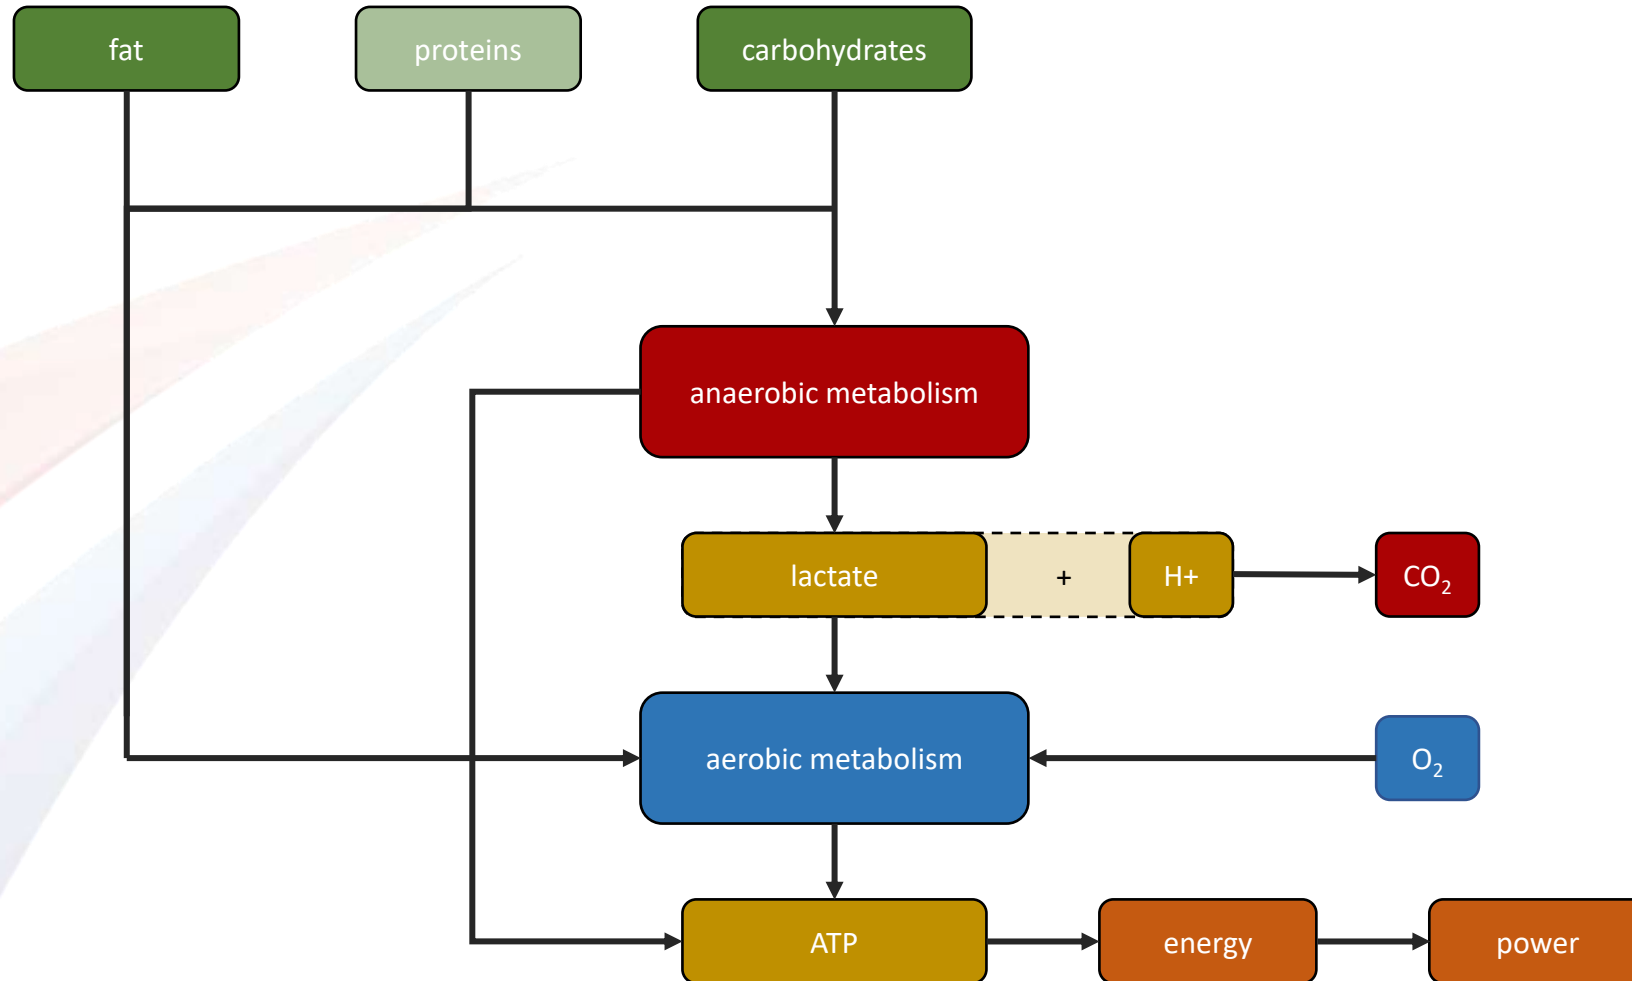 fat
proteins
carbohydrates
anaerobic metabolism
lactate
+
H+
CO₂
aerobic metabolism
O₂
ATP
energy
power